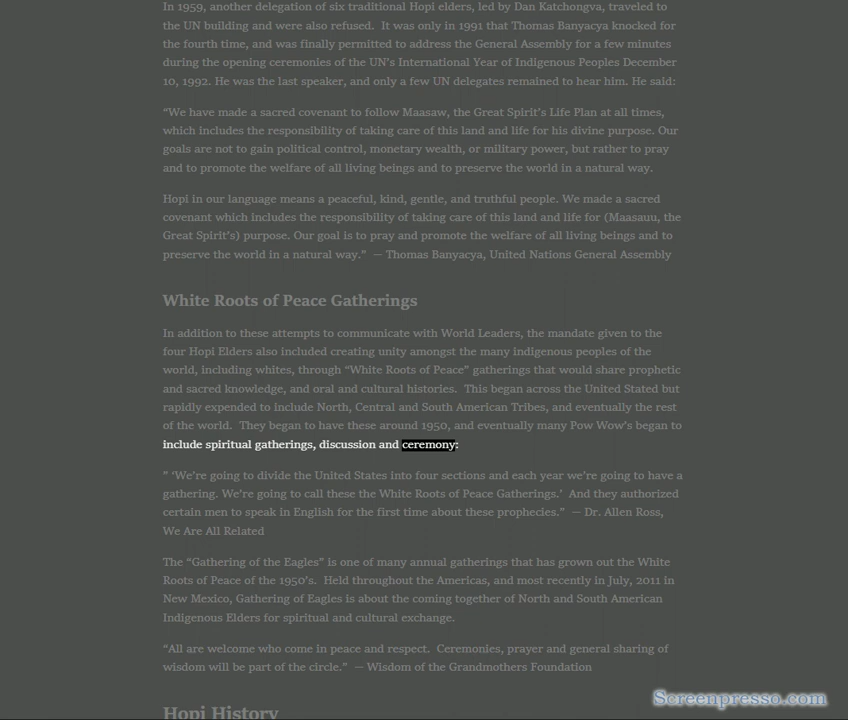 In 1959, another delegation of six traditional Hopi elders, led by Dan Katchongva, traveled to
the UN building and were also refused.  It was only in 1991 that Thomas Banyacya knocked for
the fourth time, and was finally permitted to address the General Assembly for a few minutes
during the opening ceremonies of the UN's International Year of Indigenous Peoples December
10, 1992. He was the last speaker, and only a few UN delegates remained to hear him. He said:
“We have made a sacred covenant to follow Maasaw, the Great Spirit's Life Plan at all times,
which includes the responsibility of taking care of this land and life for his divine purpose. Our
goals are not to gain political control, monetary wealth, or military power, but rather to pray
and to promote the welfare of all living beings and to preserve the world in a natural way.
Hopi in our language means a peaceful, kind, gentle, and truthful people. We made a sacred
covenant which includes the responsibility of taking care of this land and life for (Maasauu, the
Great Spirit's) purpose. Our goal is to pray and promote the welfare of all living beings and to
preserve the world in a natural way.”  — Thomas Banyacya, United Nations General Assembly
White Roots of Peace Gatherings
In addition to these attempts to communicate with World Leaders, the mandate given to the
four Hopi Elders also included creating unity amongst the many indigenous peoples of the
world, including whites, through “White Roots of Peace” gatherings that would share prophetic
and sacred knowledge, and oral and cultural histories.  This began across the United Stated but
rapidly expended to include North, Central and South American Tribes, and eventually the rest
of the world.  They began to have these around 1950, and eventually many Pow Wow's began to
include spiritual gatherings, discussion and ceremony:
” ‘We're going to divide the United States into four sections and each year we're going to have a
gathering. We're going to call these the White Roots of Peace Gatherings.’  And they authorized
certain men to speak in English for the first time about these prophecies.”  — Dr. Allen Ross,
We Are All Related
The “Gathering of the Eagles” is one of many annual gatherings that has grown out the White
Roots of Peace of the 1950's.  Held throughout the Americas, and most recently in July, 2011 in
New Mexico, Gathering of Eagles is about the coming together of North and South American
Indigenous Elders for spiritual and cultural exchange.
“All are welcome who come in peace and respect.  Ceremonies, prayer and general sharing of
wisdom will be part of the circle.”  — Wisdom of the Grandmothers Foundation
Screenpresso.com
Hopi History